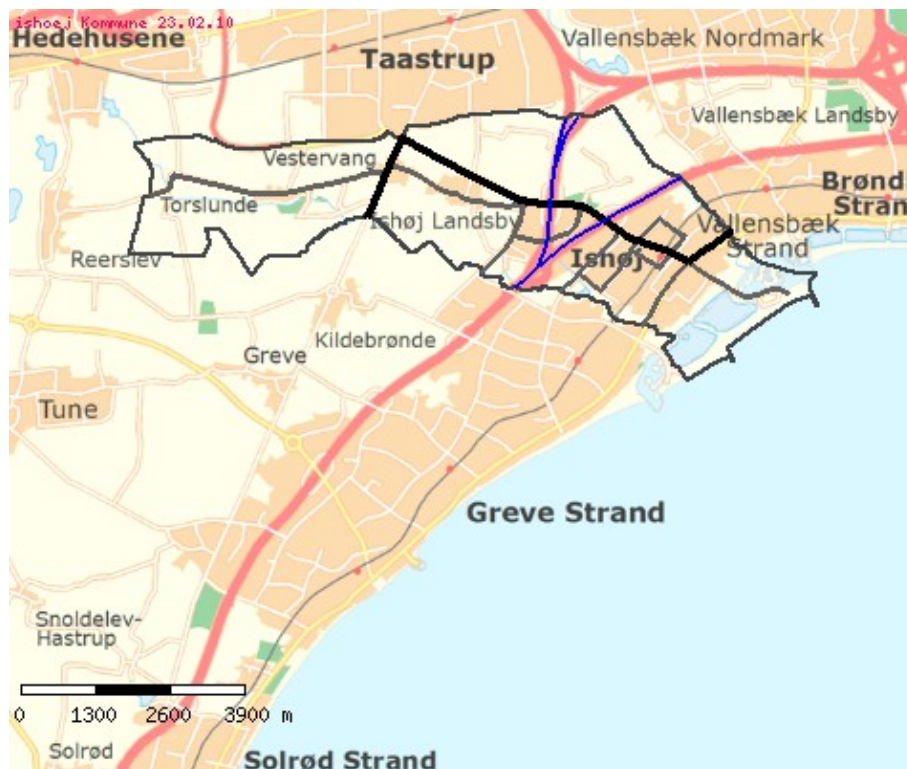 ishoej Kommune 23.02.10
Hedehusene
Taastrup
Vallensbæk Nordmark
Vallensbæk Landsby
Vestervang
Brønd
Stran
Torslunde
Ishøj Landsby
Vallensbæk
Strand
Reerslev
Ishøj
Kildebrønde
Greve
Tune
Greve Strand
Snoldelev-
Hastrup
0 1300 2600 3900 m
Solrød
Solrød Strand